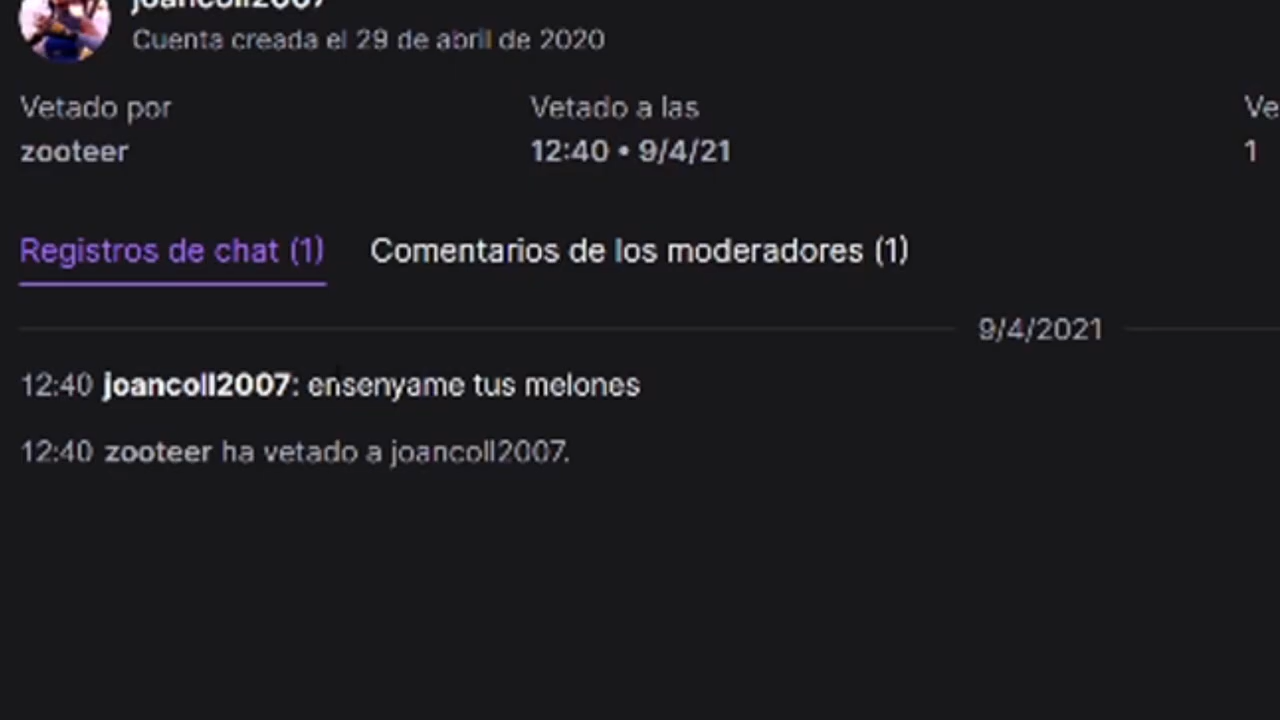 joancoll2007
Cuenta creada el 29 de abril de 2020
Vetado por
Vetado a las
zooteer
12:40 • 9/4/21
1
Registros de chat (1)
Comentarios de los moderadores (1)
9/4/2021
12:40 joancoll2007: ensenyame tus melones
12:40 zooteer ha vetado a joancoll2007.